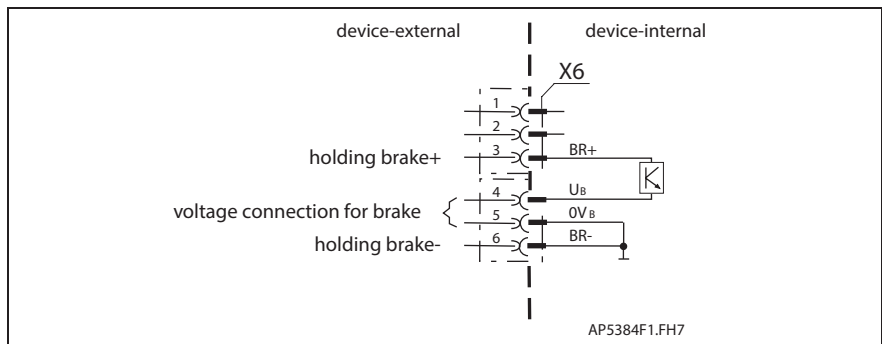 device-external device-internal
X6
1
2
3 BR+
holding brake+
4 UB
voltage connection for brake
5 0VB
6 BR-
holding brake-
AP5384F1.FH7